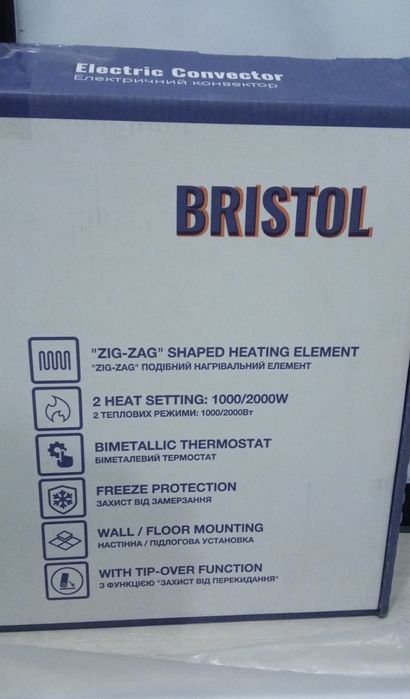 Electric Convector
Електричний конвектор
BRISTOL
"ZIG-ZAG" SHAPED HEATING ELEMENT
"ZIG-ZAG" ПОДІБНИЙ НАГРІВАЛЬНИЙ ЕЛЕМЕНТ
2 HEAT SETTING: 1000/2000W
2 ТЕПЛОВИХ РЕЖИМИ: 1000/2000Вт
BIMETALLIC THERMOSTAT
БІМЕТАЛЕВИЙ ТЕРМОСТАТ
FREEZE PROTECTION
ЗАХИСТ ВІД ЗАМЕРЗАННЯ
WALL / FLOOR MOUNTING
НАСТІННА / ПІДЛОГОВА УСТАНОВКА
WITH TIP-OVER FUNCTION
З ФУНКЦІЄЮ "ЗАХИСТ ВІД ПЕРЕКИДАННЯ"